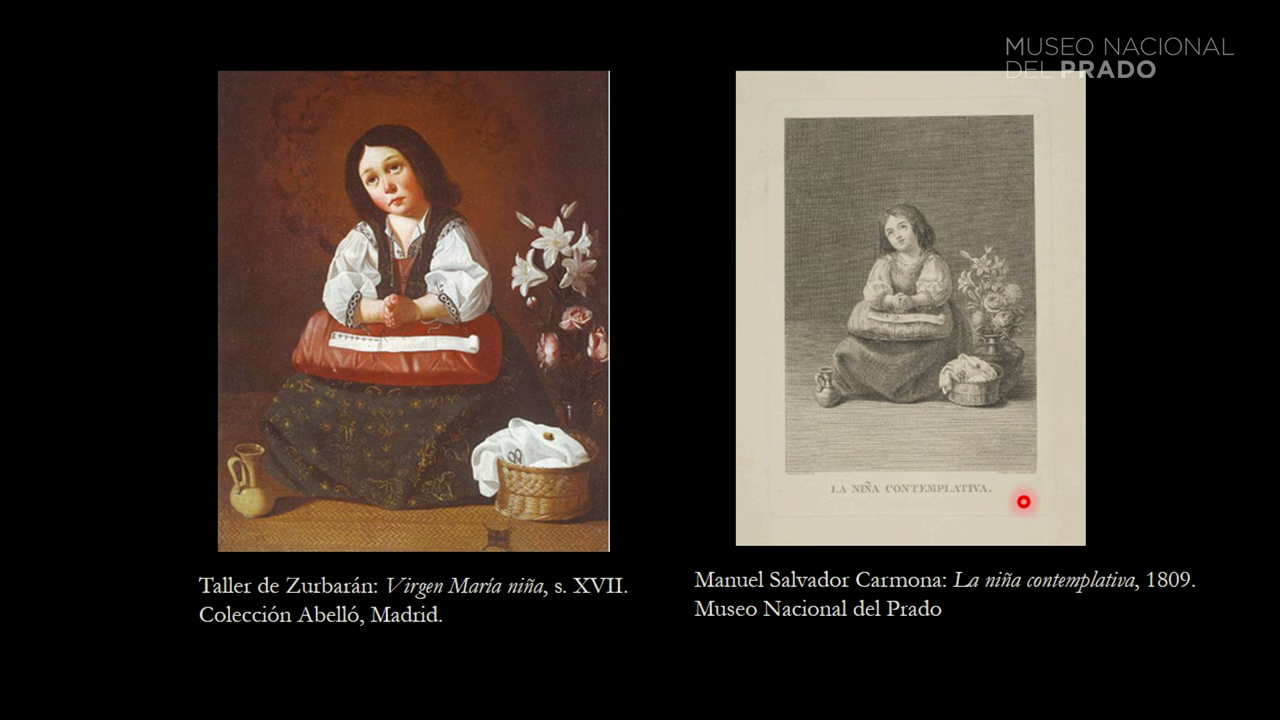 MUSEO NACIONAL
DEL PRADO
LA NIÑA CONTEMPLATIVA.
Taller de Zurbarán: Virgen María niña, s. XVII.
Colección Abelló, Madrid.
Manuel Salvador Carmona: La niña contemplativa, 1809.
Museo Nacional del Prado